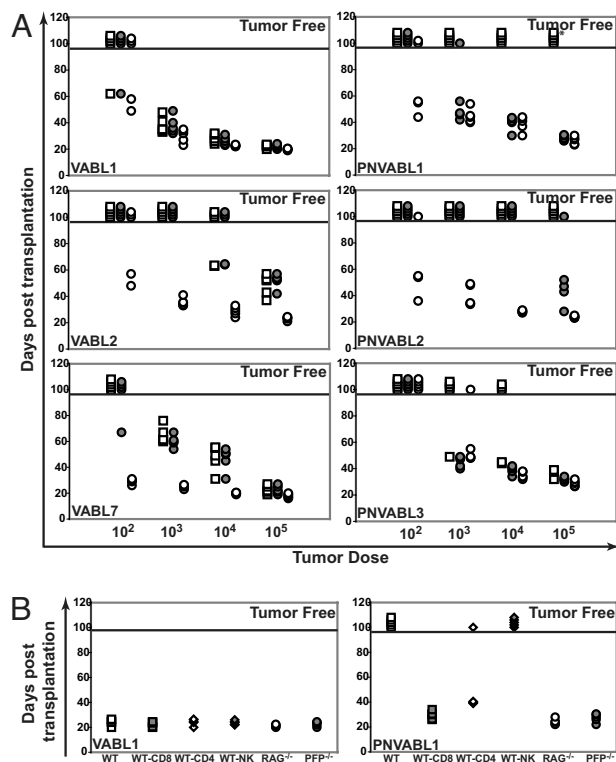 A
Days post transplantation
120
100
80
60
40
20
0
Tumor Free
VABL1
120
100
80
60
40
20
0
Tumor Free
*
PNVABL1
120
100
80
60
40
20
0
Tumor Free
VABL2
120
100
80
60
40
20
0
Tumor Free
PNVABL2
120
100
80
60
40
20
0
Tumor Free
VABL7
120
100
80
60
40
20
0
Tumor Free
PNVABL3
10² 10³ 10⁴ 10⁵
10² 10³ 10⁴ 10⁵
Tumor Dose
B
Days post
transplantation
120
100
80
60
40
20
0
Tumor Free
VABL1
WT WT-CD8 WT-CD4 WT-NK RAG⁻/⁻ PFP⁻/⁻
120
100
80
60
40
20
0
Tumor Free
PNVABL1
WT WT-CD8 WT-CD4 WT-NK RAG⁻/⁻ PFP⁻/⁻